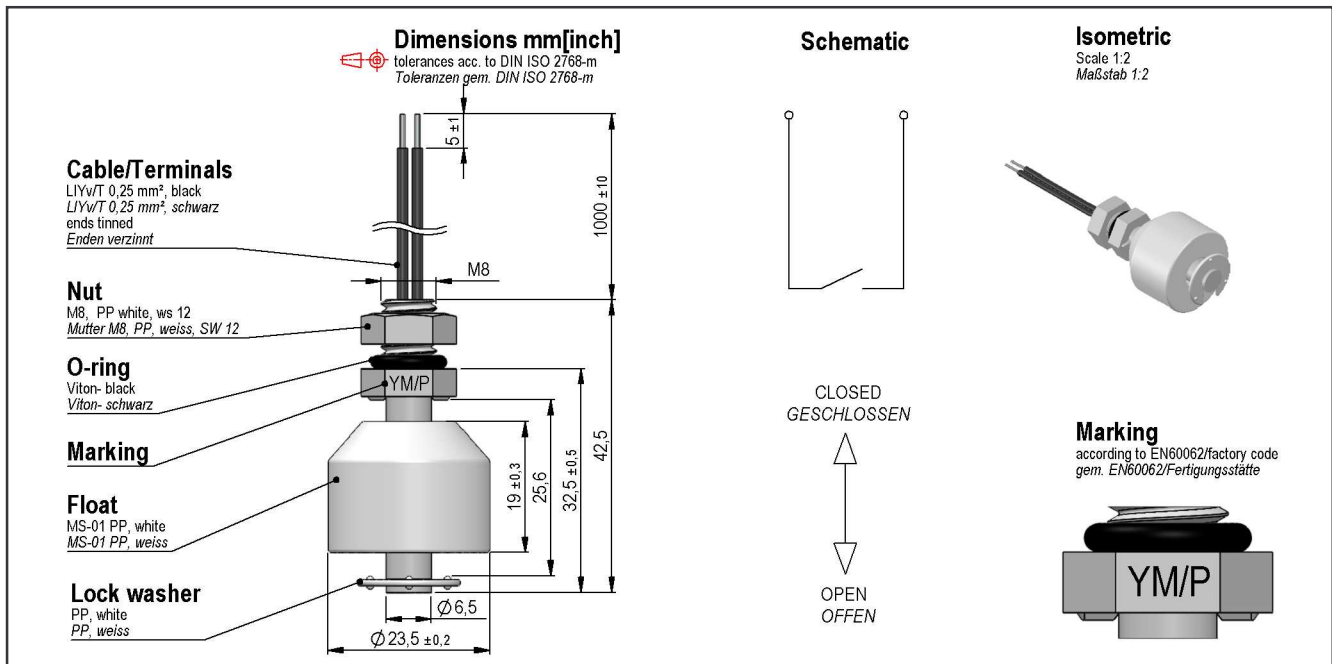 Dimensions mm[inch]
tolerances acc. to DIN ISO 2768-m
Toleranzen gem. DIN ISO 2768-m
Schematic
Isometric
Scale 1:2
Maßstab 1:2
Cable/Terminals
LIYv/T 0,25 mm², black
LIYv/T 0,25 mm², schwarz
ends tinned
Enden verzinnt
Nut
M8, PP white, ws 12
Mutter M8, PP, weiss, SW 12
O-ring
Viton- black
Viton- schwarz
Marking
Float
MS-01 PP, white
MS-01 PP, weiss
Lock washer
PP, white
PP, weiss
5 ±1
1000 ±10
M8
YM/P
19 ±0,3
25,6
32,5 ±0,5
42,5
Ø 6,5
Ø 23,5 ±0,2
CLOSED
GESCHLOSSEN
OPEN
OFFEN
Marking
according to EN60062/factory code
gem. EN60062/Fertigungsstätte
YM/P